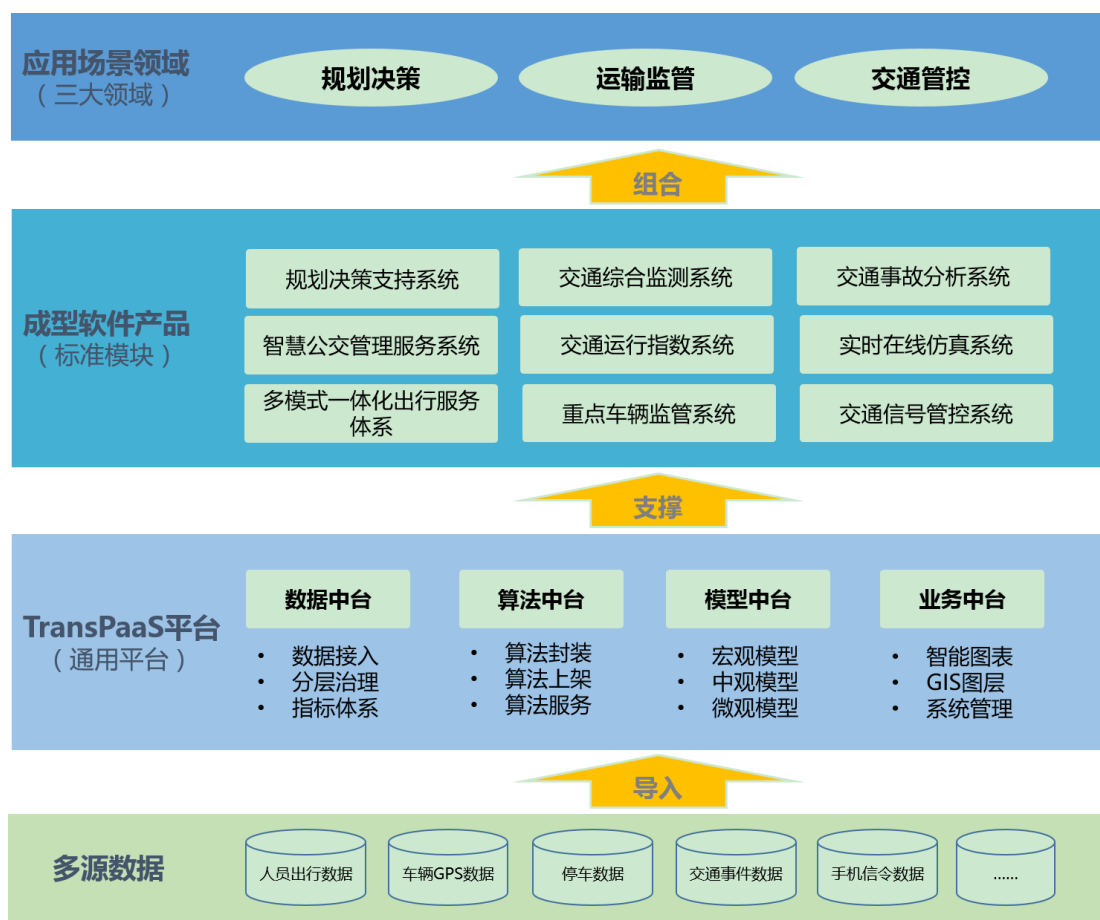 应用场景领域
（三大领域）
规划决策
运输监管
交通管控
组合
成型软件产品
（标准模块）
规划决策支持系统
交通综合监测系统
交通事故分析系统
智慧公交管理服务系统
交通运行指数系统
实时在线仿真系统
多模式一体化出行服务
体系
重点车辆监管系统
交通信号管控系统
支撑
TransPaaS平台
（通用平台）
数据中台
• 数据接入
• 分层治理
• 指标体系
算法中台
• 算法封装
• 算法上架
• 算法服务
模型中台
• 宏观模型
• 中观模型
• 微观模型
业务中台
• 智能图表
• GIS图层
• 系统管理
导入
多源数据
人员出行数据
车辆GPS数据
停车数据
交通事件数据
手机信令数据
......